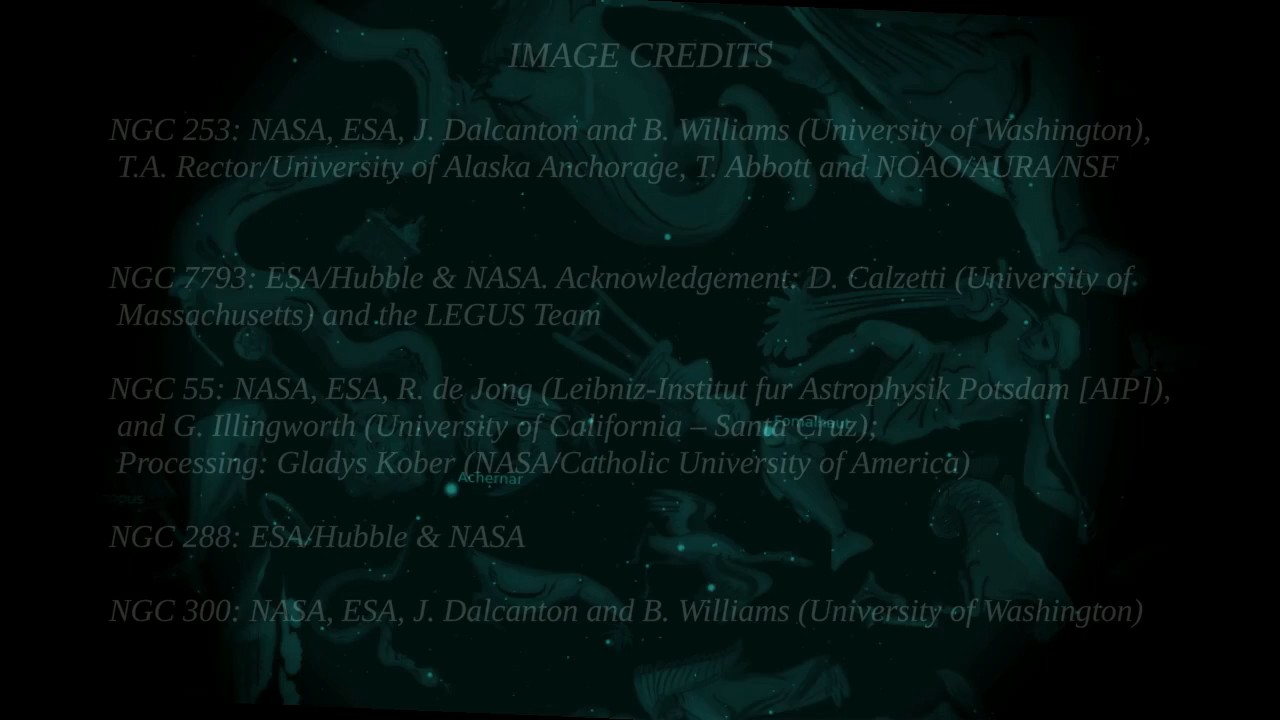 IMAGE CREDITS
NGC 253: NASA, ESA, J. Dalcanton and B. Williams (University of Washington),
T.A. Rector/University of Alaska Anchorage, T. Abbott and NOAO/AURA/NSF
NGC 7793: ESA/Hubble & NASA. Acknowledgement: D. Calzetti (University of
Massachusetts) and the LEGUS Team
NGC 55: NASA, ESA, R. de Jong (Leibniz-Institut fur Astrophysik Potsdam [AIP]),
and G. Illingworth (University of California – Santa Cruz);
Fomalhaut
Processing: Gladys Kober (NASA/Catholic University of America)
Achernar
NGC 288: ESA/Hubble & NASA
NGC 300: NASA, ESA, J. Dalcanton and B. Williams (University of Washington)